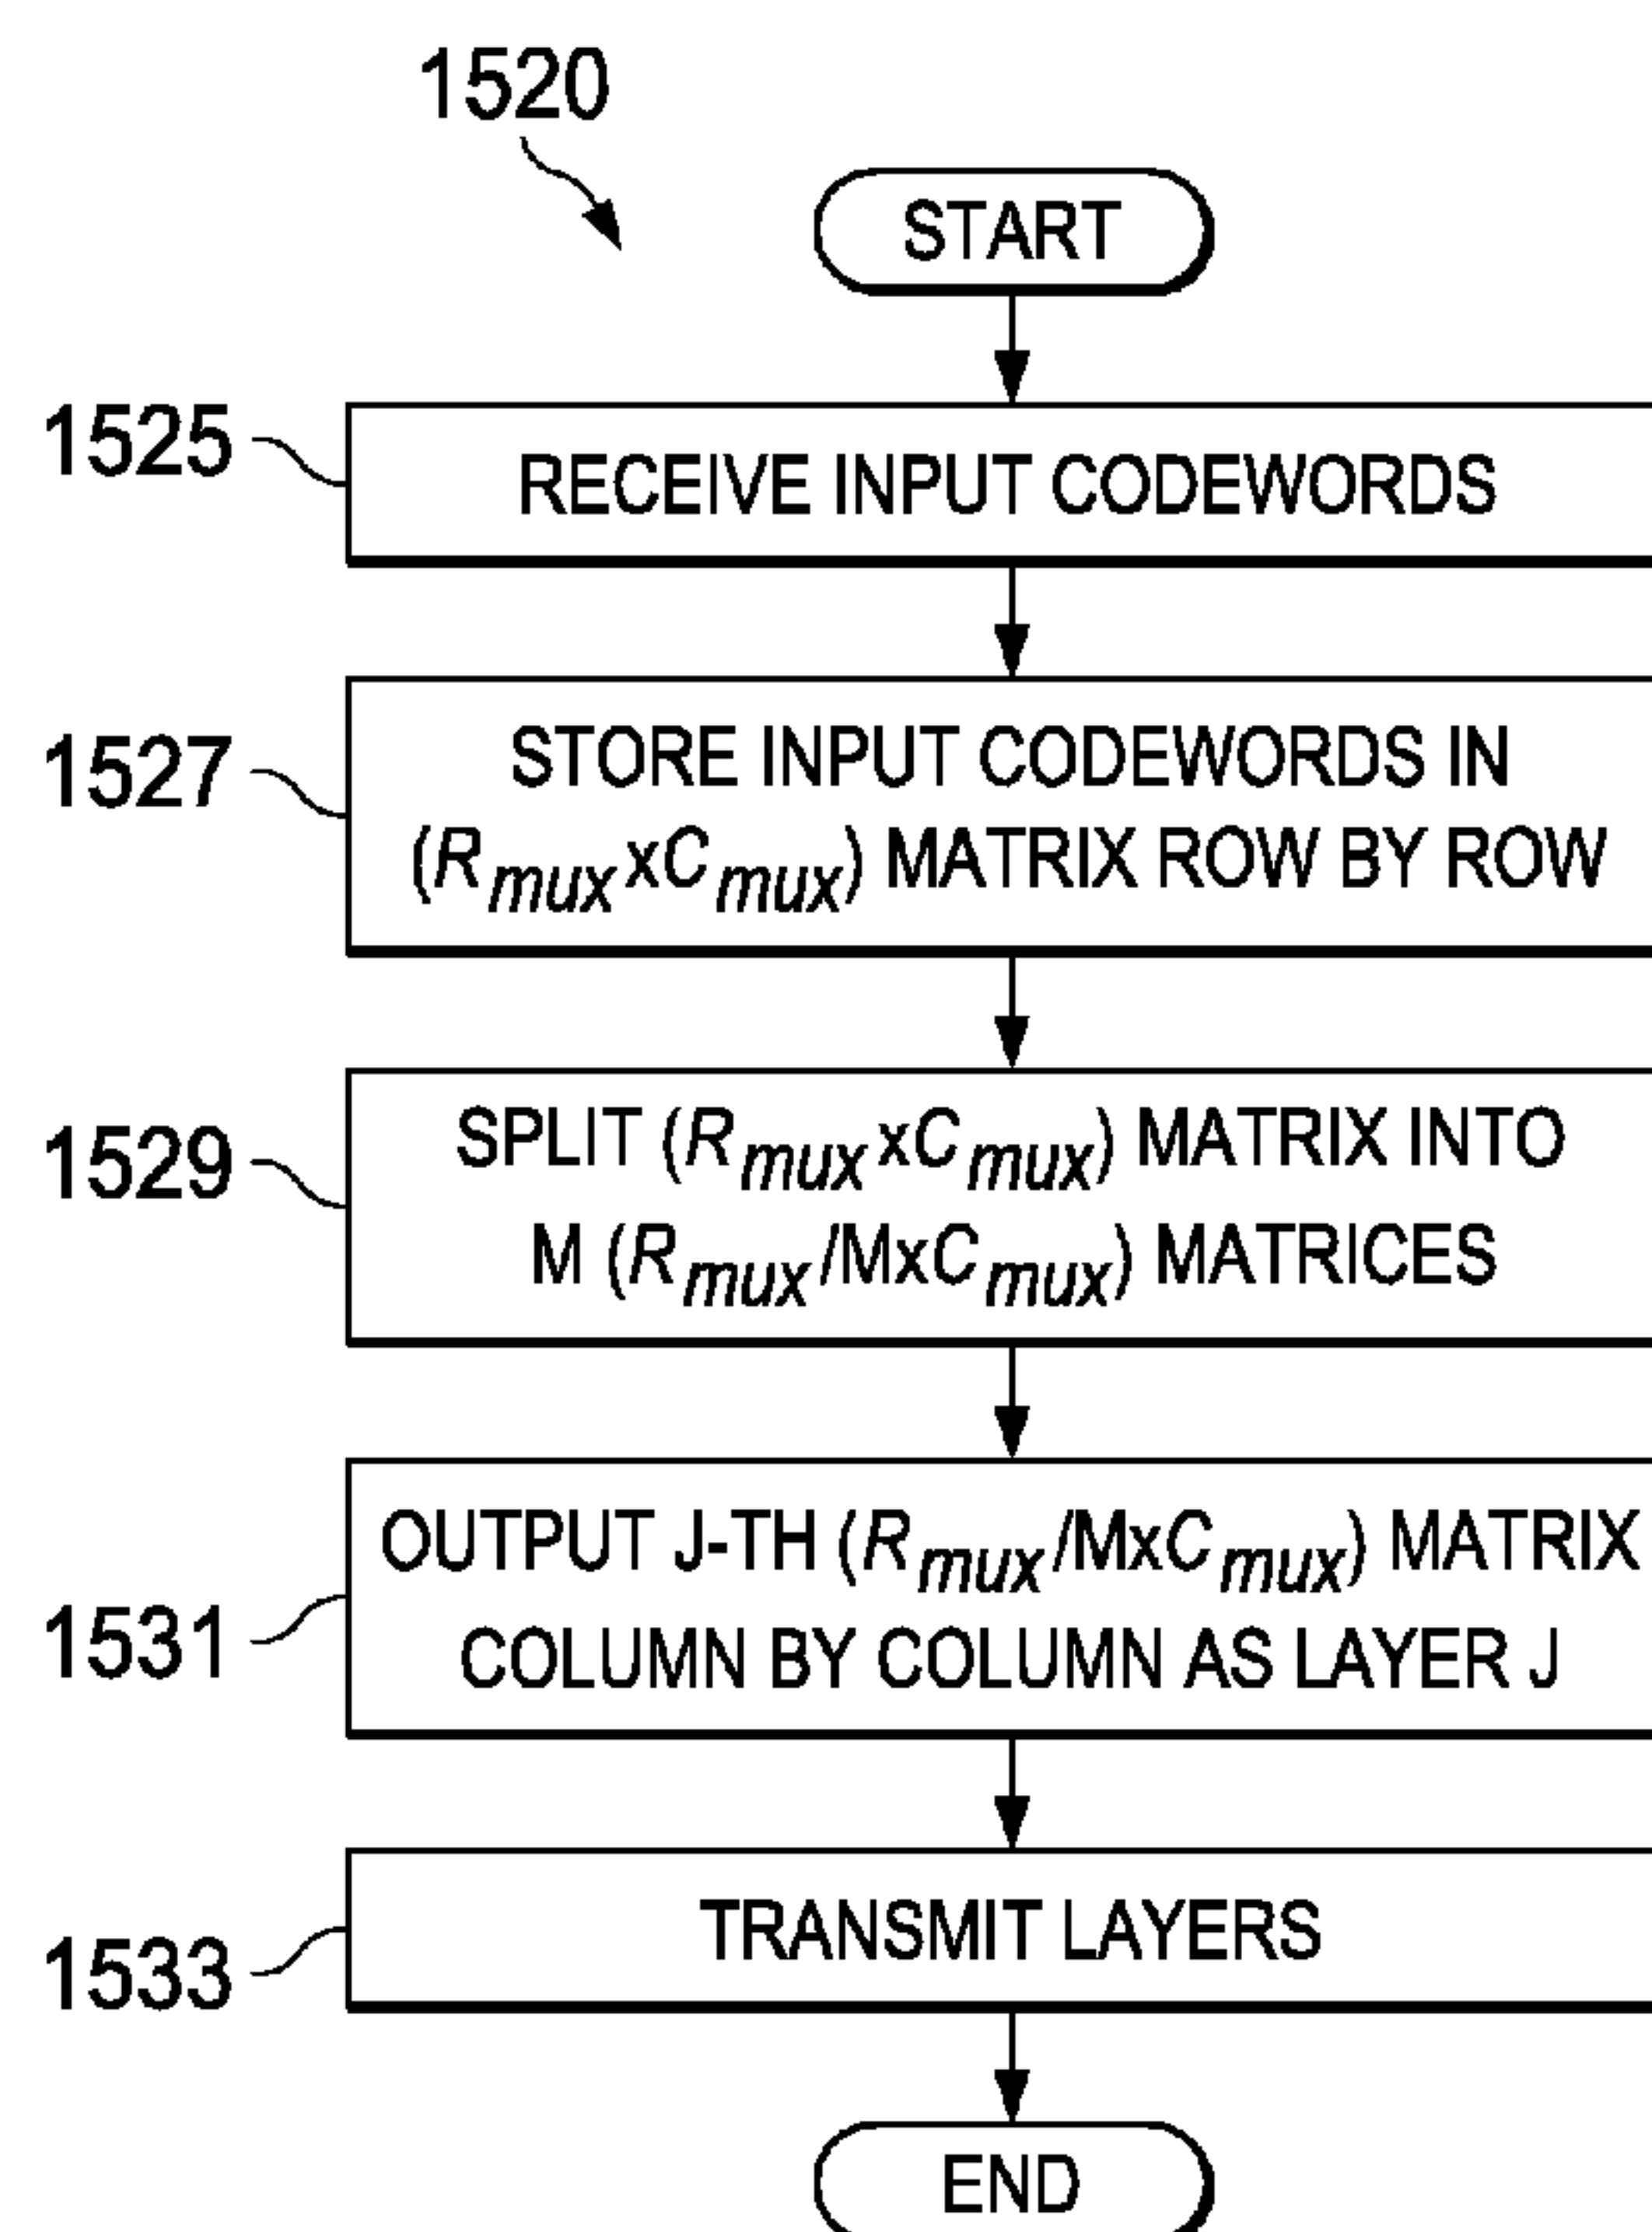 1520
START
1525
RECEIVE INPUT CODEWORDS
1527
STORE INPUT CODEWORDS IN
(RmuxxCmux) MATRIX ROW BY ROW
1529
SPLIT (RmuxxCmux) MATRIX INTO
M (Rmux/MxCmux) MATRICES
1531
OUTPUT J-TH (Rmux/MxCmux) MATRIX
COLUMN BY COLUMN AS LAYER J
1533
TRANSMIT LAYERS
END